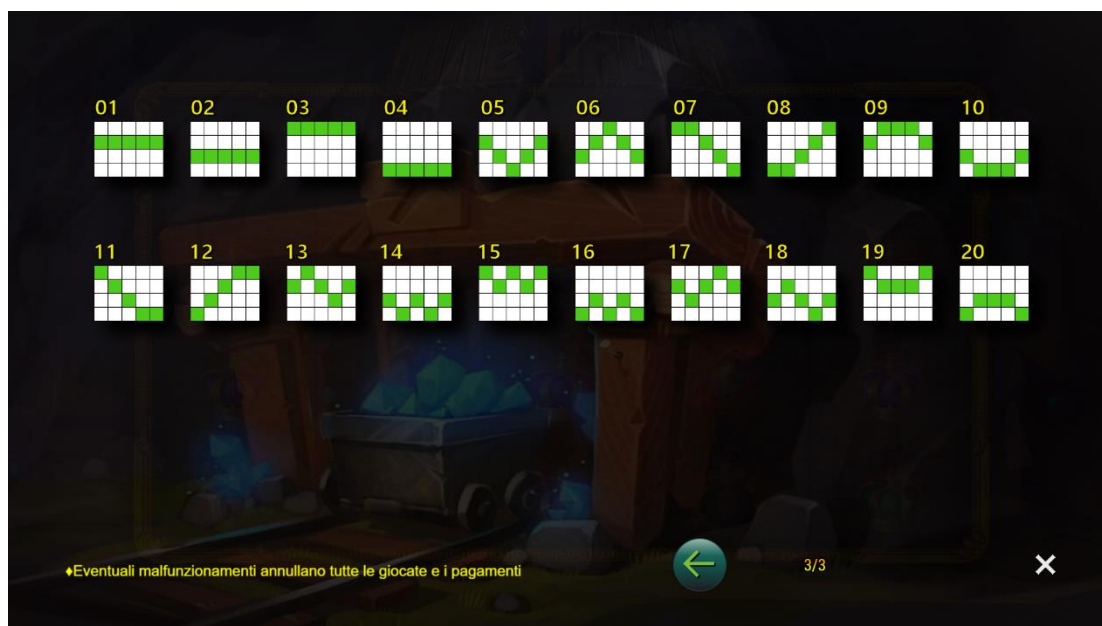 01 02 03 04 05 06 07 08 09 10
11 12 13 14 15 16 17 18 19 20
♦Eventuali malfunzionamenti annullano tutte le giocate e i pagamenti
3/3